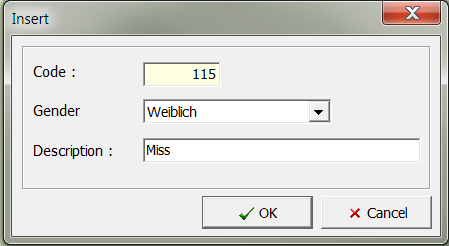 Insert
Code : 115
Gender Weiblich
Description : Miss
OK Cancel